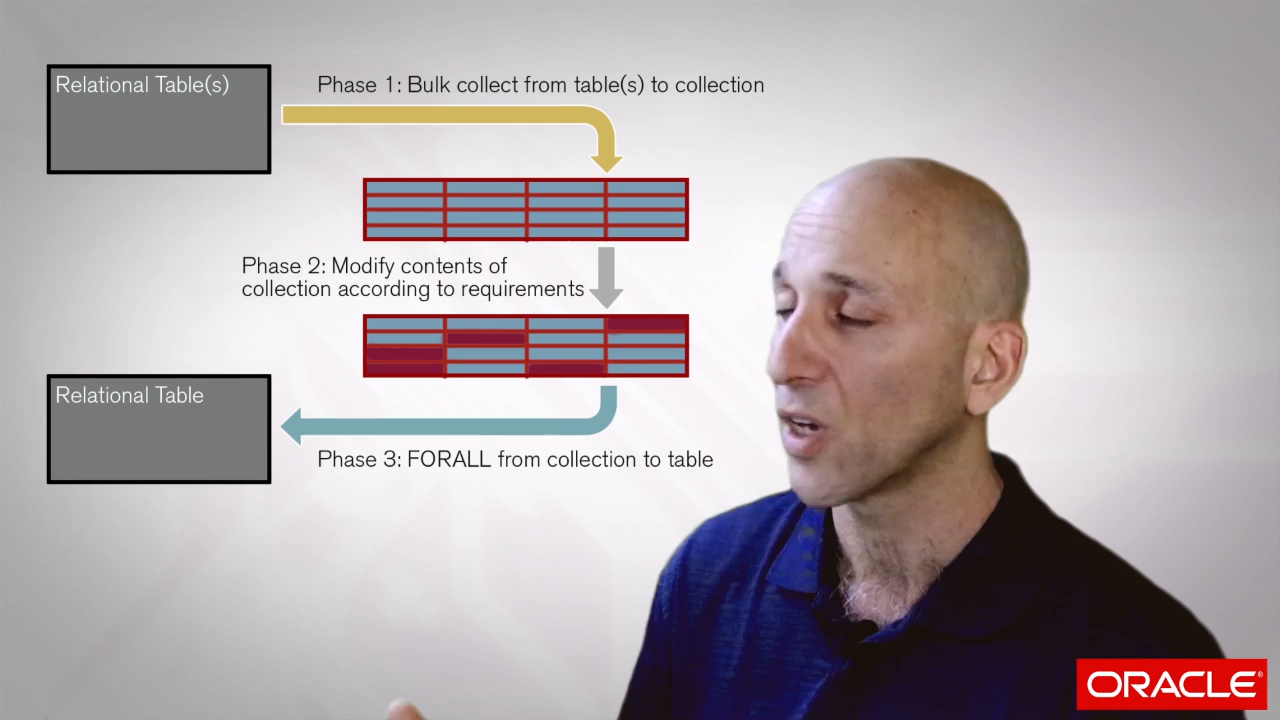 Relational Table(s)
Phase 1: Bulk collect from table(s) to collection
Phase 2: Modify contents of
collection according to requirements
Relational Table
Phase 3: FORALL from collection to table
ORACLE®